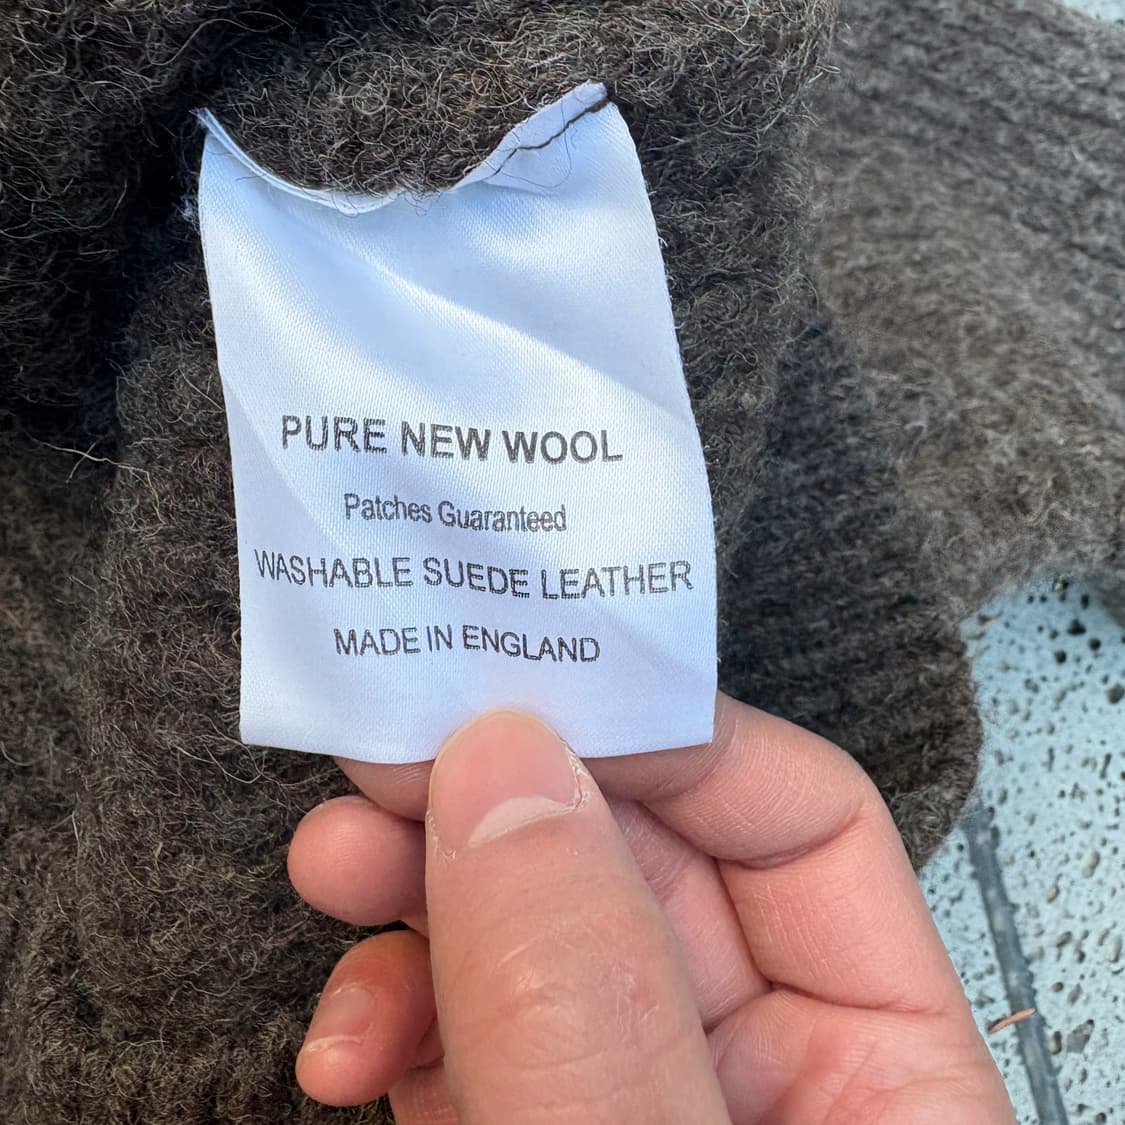 PURE NEW WOOL
Patches Guaranteed
WASHABLE SUEDE LEATHER
MADE IN ENGLAND